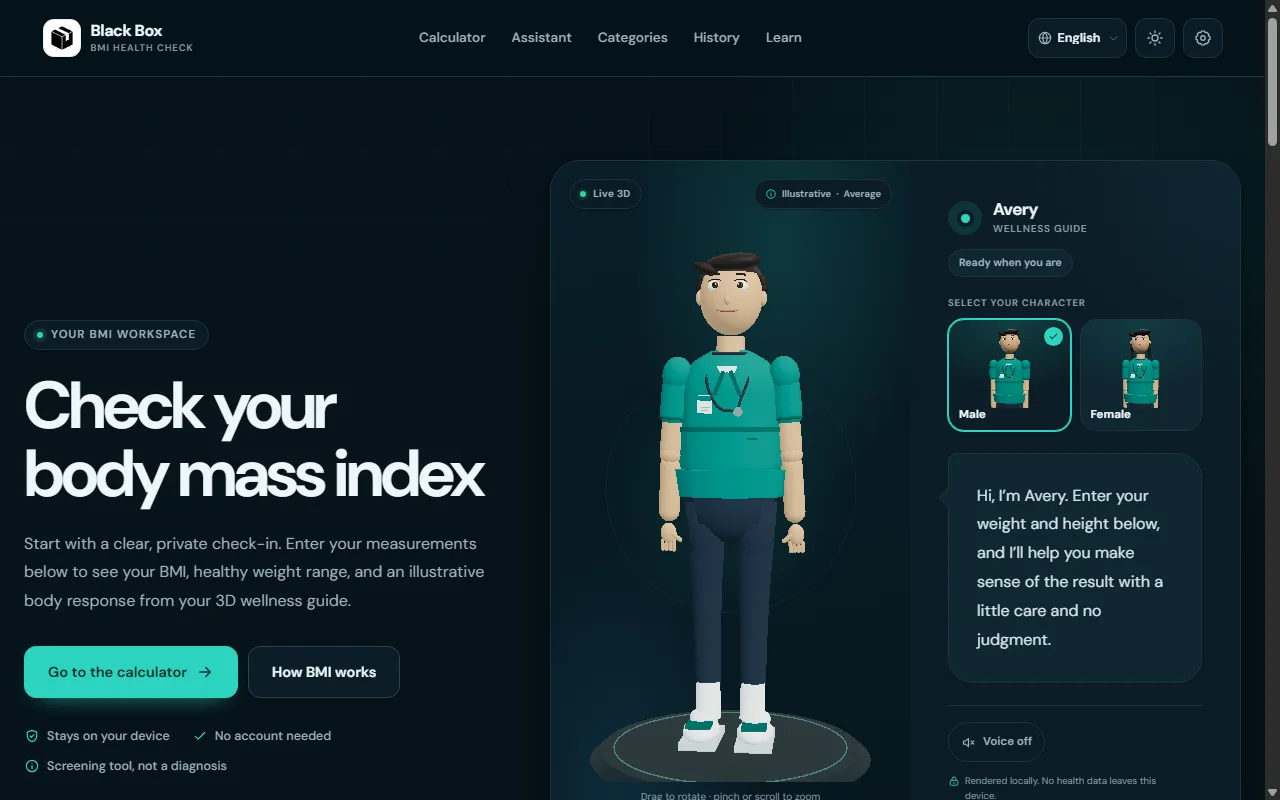 Black Box
BMI HEALTH CHECK
Calculator
Assistant
Categories
History
Learn
English
Live 3D
Illustrative · Average
Avery
WELLNESS GUIDE
Ready when you are
SELECT YOUR CHARACTER
Male
Female
YOUR BMI WORKSPACE
Check your
body mass index
Start with a clear, private check-in. Enter your measurements
below to see your BMI, healthy weight range, and an illustrative
body response from your 3D wellness guide.
Go to the calculator →
How BMI works
Stays on your device
No account needed
Screening tool, not a diagnosis
Hi, I’m Avery. Enter your
weight and height below,
and I’ll help you make
sense of the result with a
little care and no
judgment.
Voice off
Rendered locally. No health data leaves this
device.
Drag to rotate · pinch or scroll to zoom